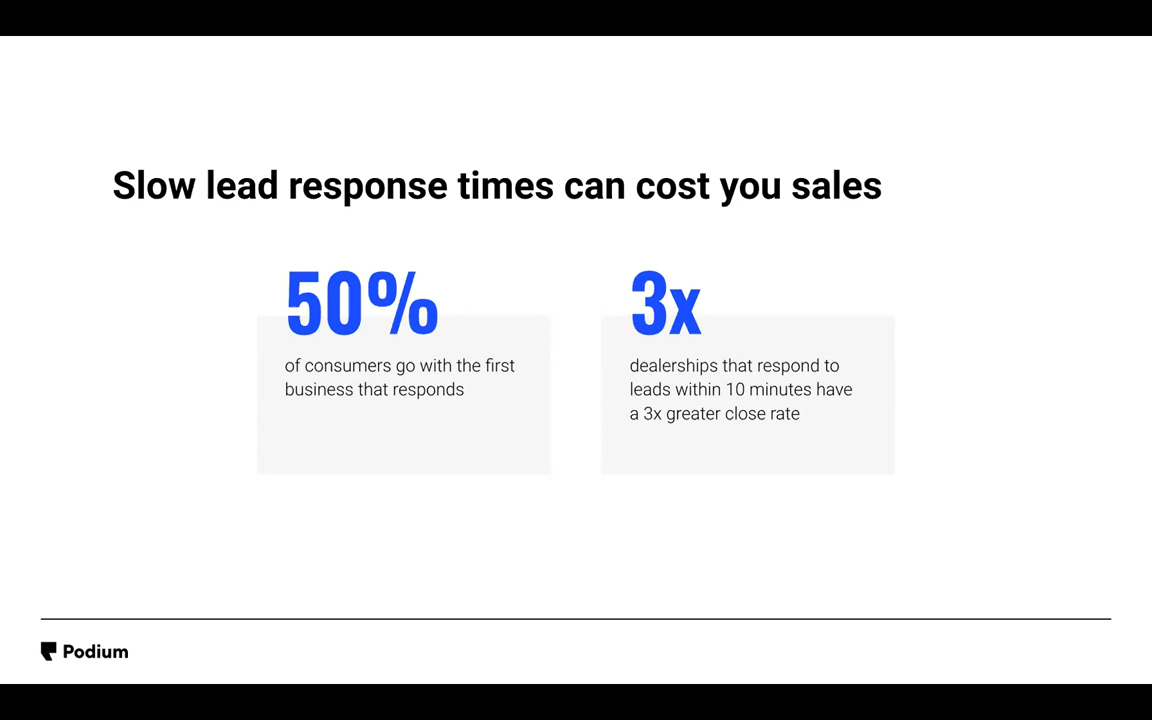 Slow lead response times can cost you sales
50%
of consumers go with the first
business that responds
3x
dealerships that respond to
leads within 10 minutes have
a 3x greater close rate
Podium